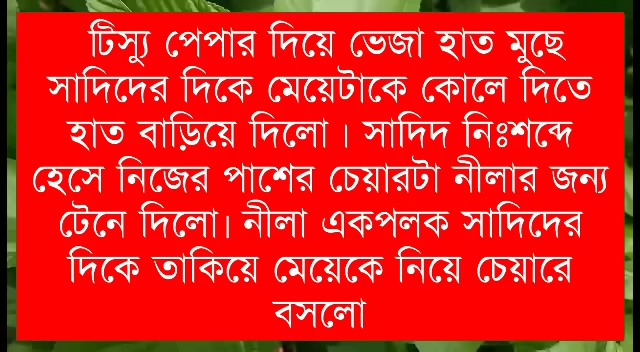 টিস্যু পেপার দিয়ে ভেজা হাত মুছে
সাদিদের দিকে মেয়েটাকে কোলে দিতে
হাত বাড়িয়ে দিলো । সাদিদ নিঃশব্দে
হেসে নিজের পাশের চেয়ারটা নীলার জন্য
টেনে দিলো। নীলা একপলক সাদিদের
দিকে তাকিয়ে মেয়েকে নিয়ে চেয়ারে
বসলো